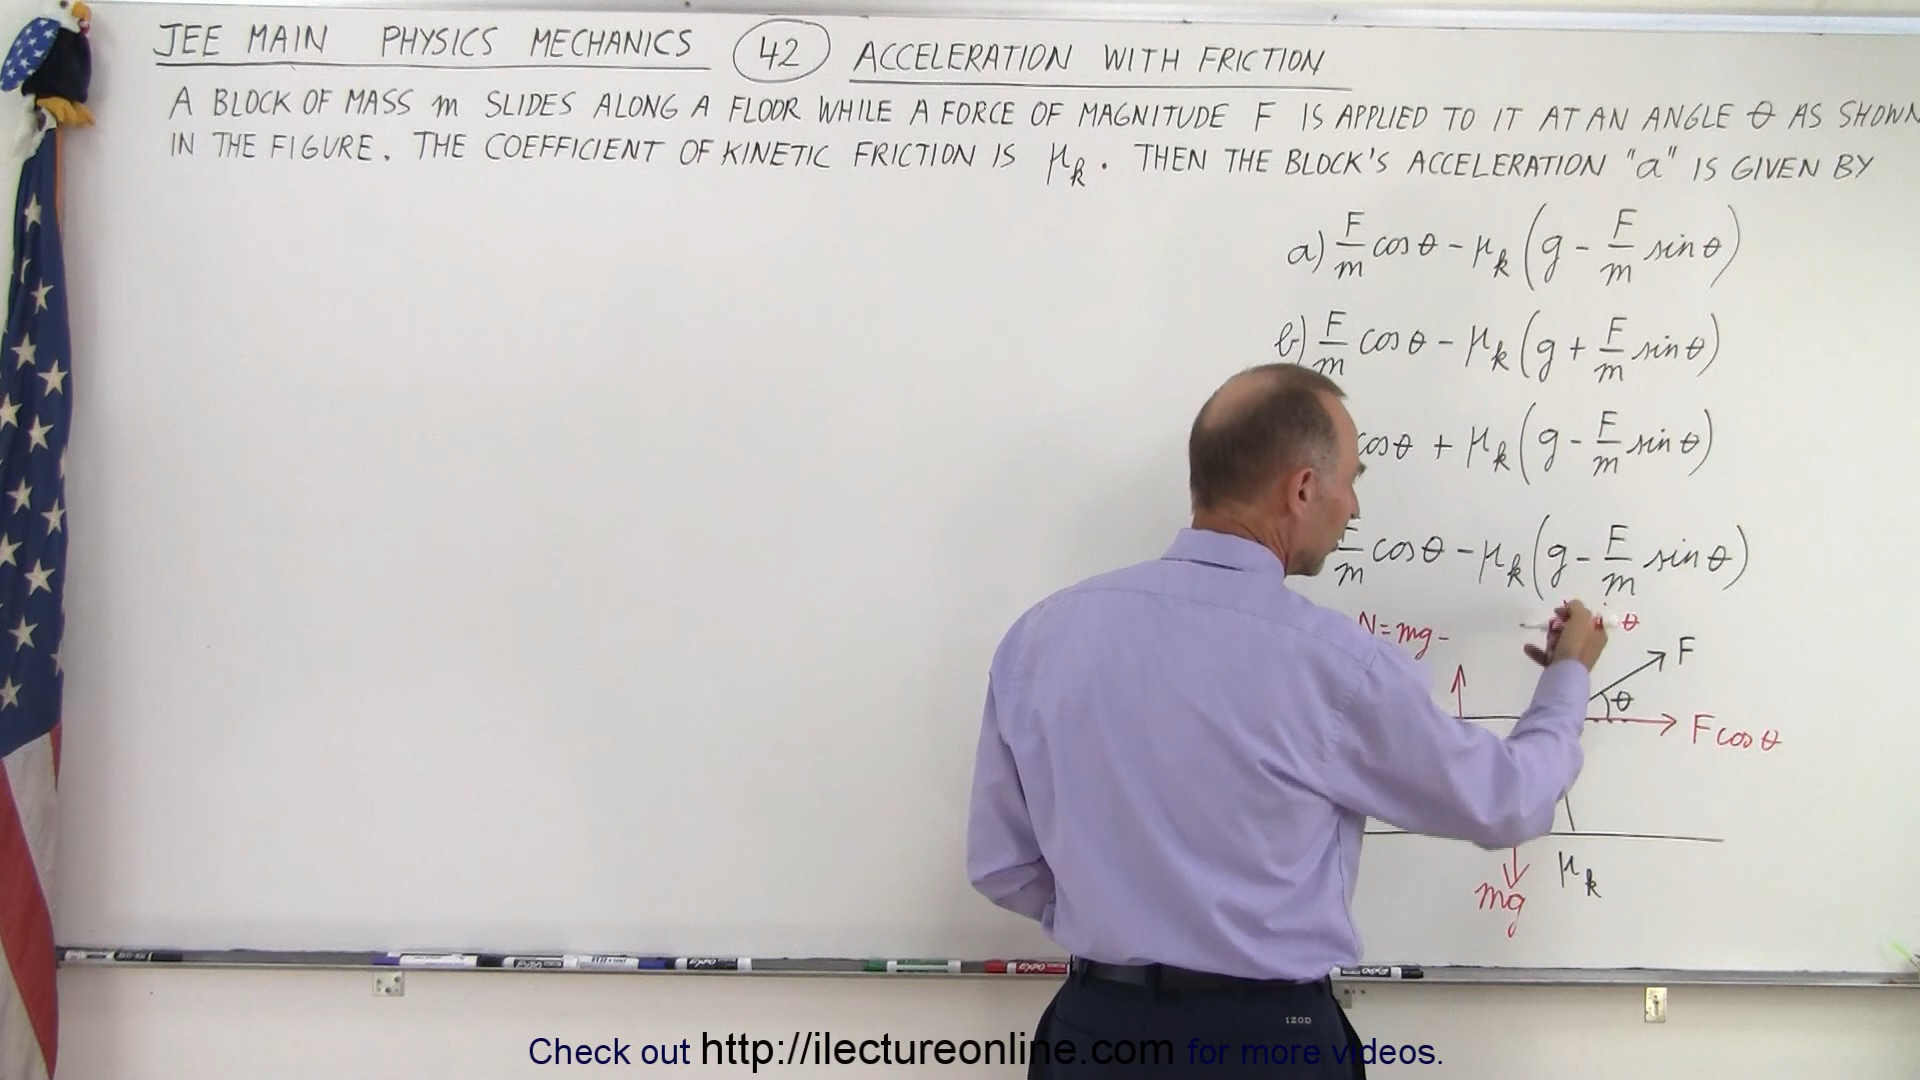 JEE MAIN PHYSICS MECHANICS 42 ACCELERATION WITH FRICTION
A BLOCK OF MASS m SLIDES ALONG A FLOOR WHILE A FORCE OF MAGNITUDE F IS APPLIED TO IT AT AN ANGLE θ AS SHOWN
IN THE FIGURE. THE COEFFICIENT OF KINETIC FRICTION IS μk. THEN THE BLOCK'S ACCELERATION "a" IS GIVEN BY
a) F/m cos θ - μk (g - F/m sin θ)
b) F/m cos θ - μk (g + F/m sin θ)
cos θ + μk (g - F/m sin θ)
F/m cos θ - μk (g - F/m sin θ)
N = mg -
θ
F
θ
F cos θ
μk
mg
EXPO
IZOD
Check out http://ilectureonline.com for more videos.